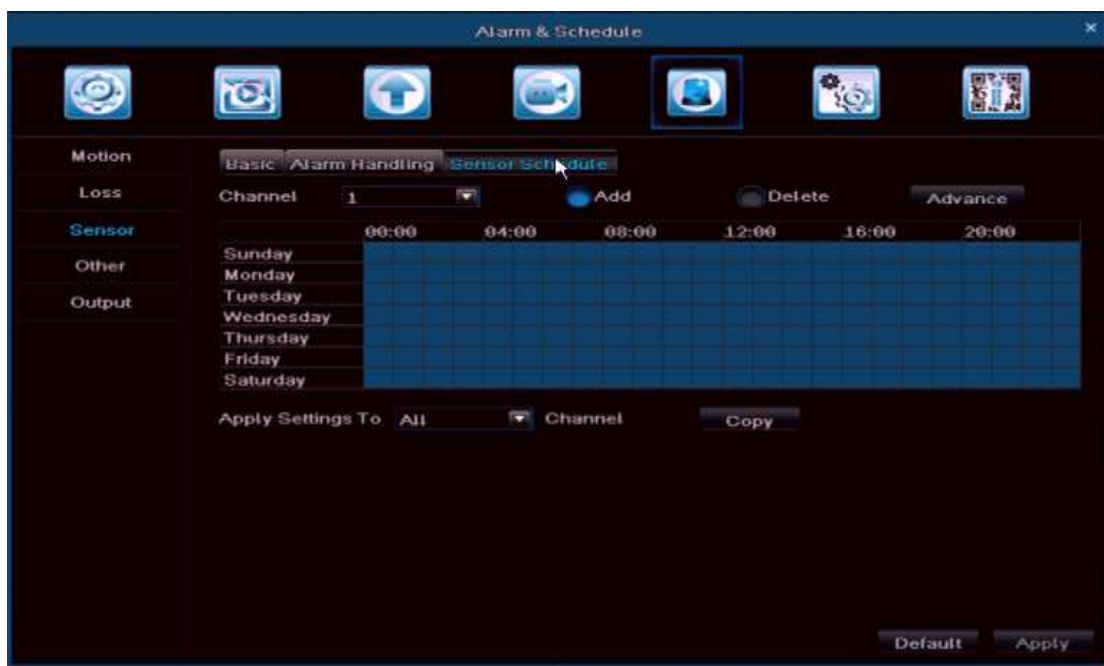 Alarm & Schedule ×
Motion
Loss
Sensor
Other
Output
Basic Alarm Handling Sensor Schedule
Channel 1 Add Delete Advance
00:00 04:00 08:00 12:00 16:00 20:00
Sunday
Monday
Tuesday
Wednesday
Thursday
Friday
Saturday
Apply Settings To All Channel Copy
Default Apply